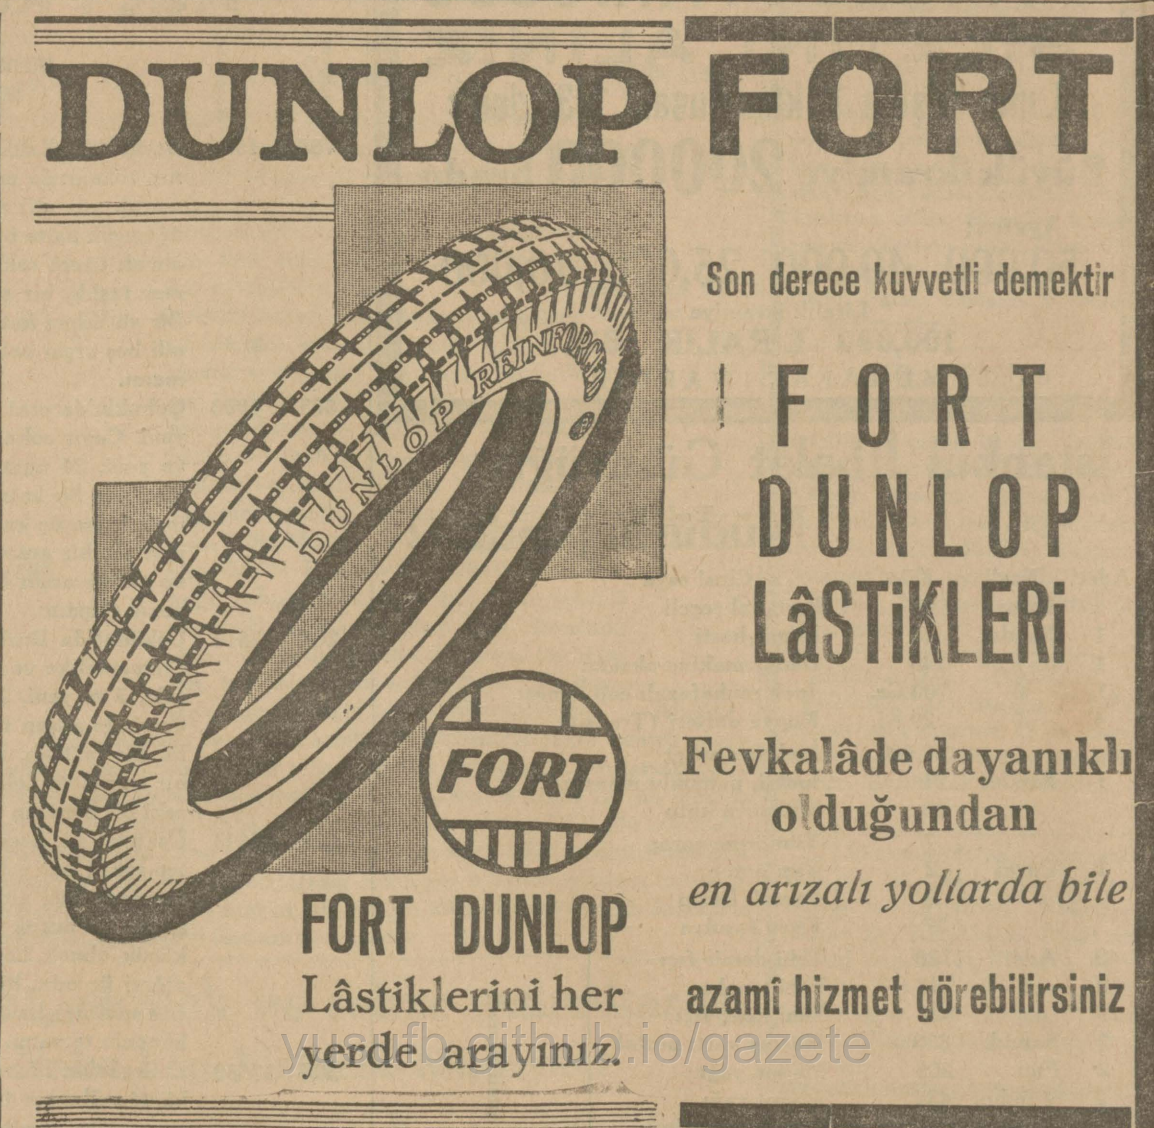 DUNLOP FORT
Son derece kuvvetli demektir
FORT
DUNLOP
LâSTiKLERi
Fevkalâde dayanıklı
olduğundan
en arızalı yollarda bile
azamî hizmet görebilirsiniz
DUNLOP REINFORCED
FORT
FORT DUNLOP
Lâstiklerini her
yerde arayınız.
yusufb.github.io/gazete